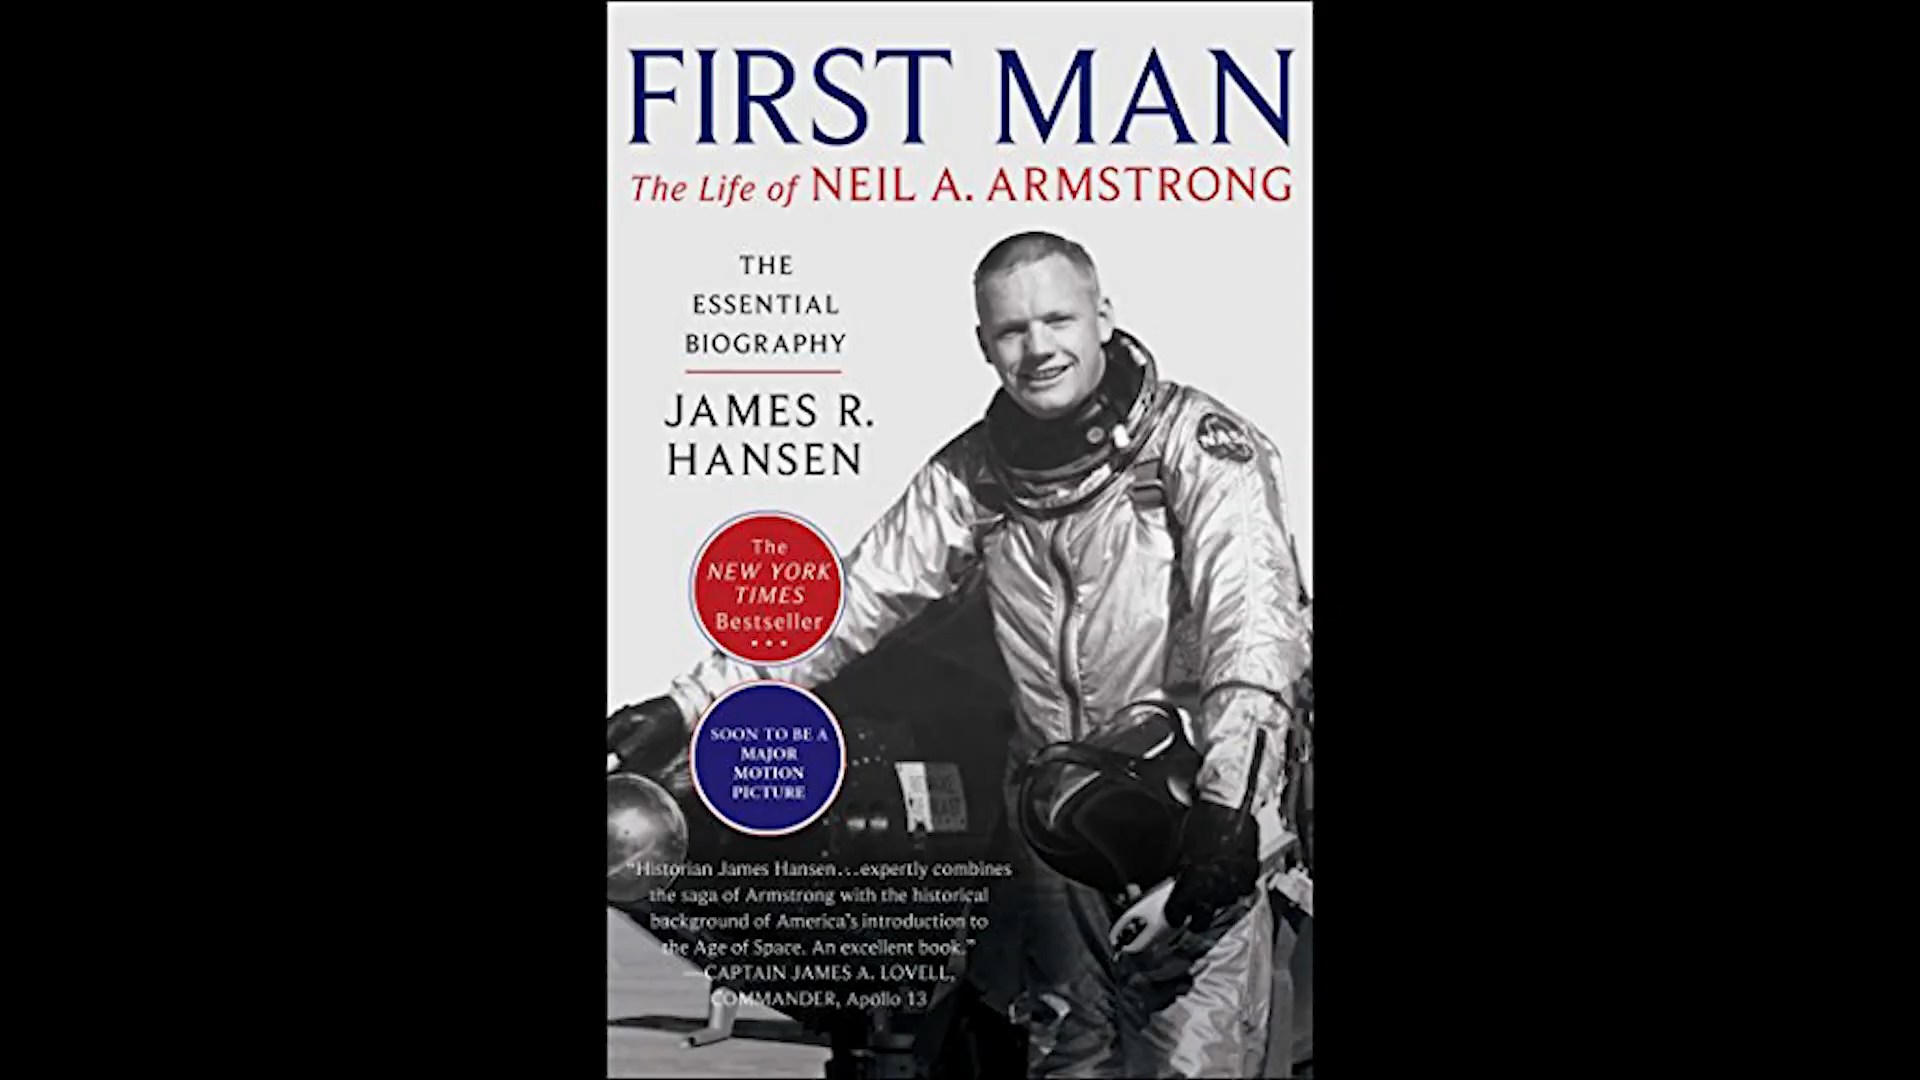 FIRST MAN
The Life of NEIL A. ARMSTRONG
THE
ESSENTIAL
BIOGRAPHY
JAMES R.
HANSEN
The
NEW YORK
TIMES
Bestseller
SOON TO BE A
MAJOR
MOTION
PICTURE
"Historian James Hansen...expertly combines
the saga of Armstrong with the historical
background of America's introduction to
the Age of Space. An excellent book."
—CAPTAIN JAMES A. LOVELL,
COMMANDER, Apollo 13
NASA